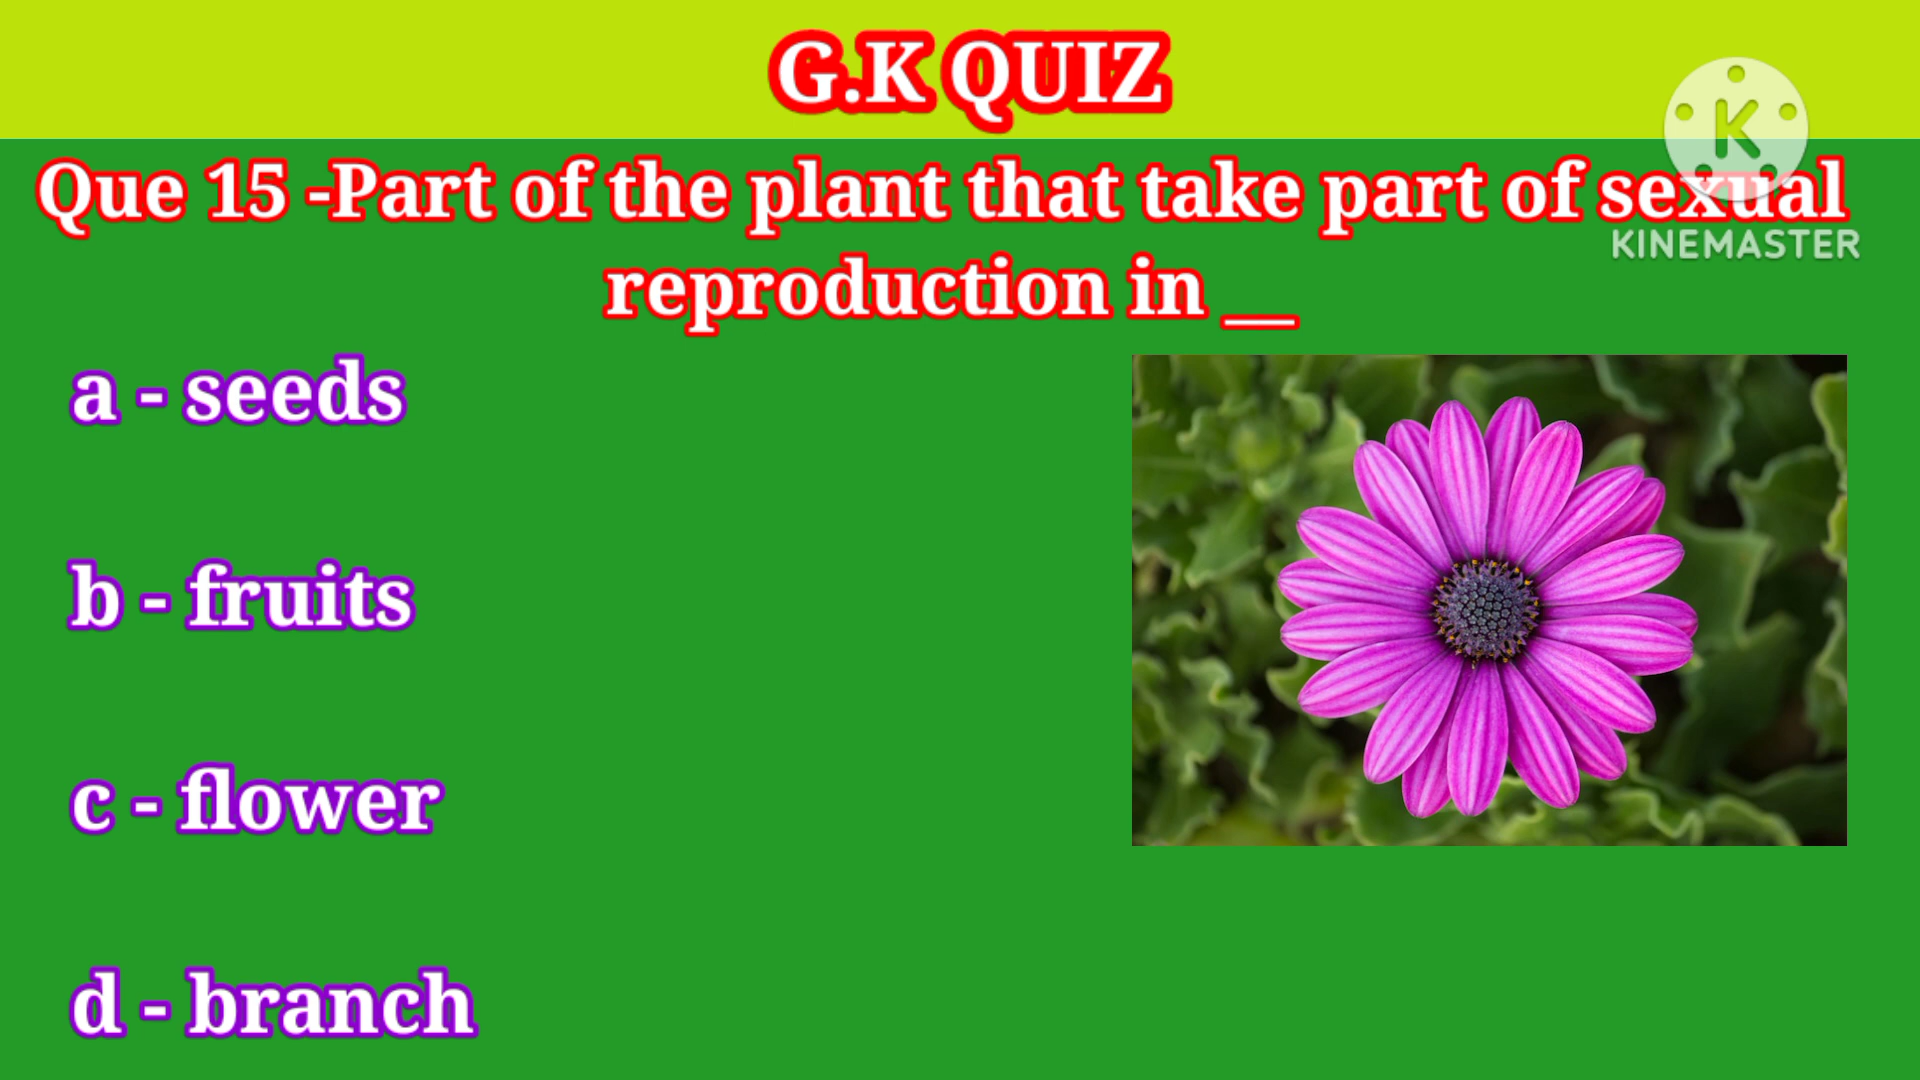 G.K QUIZ
Que 15 -Part of the plant that take part of sexual
reproduction in __
K
KINEMASTER
a - seeds
b - fruits
c - flower
d - branch